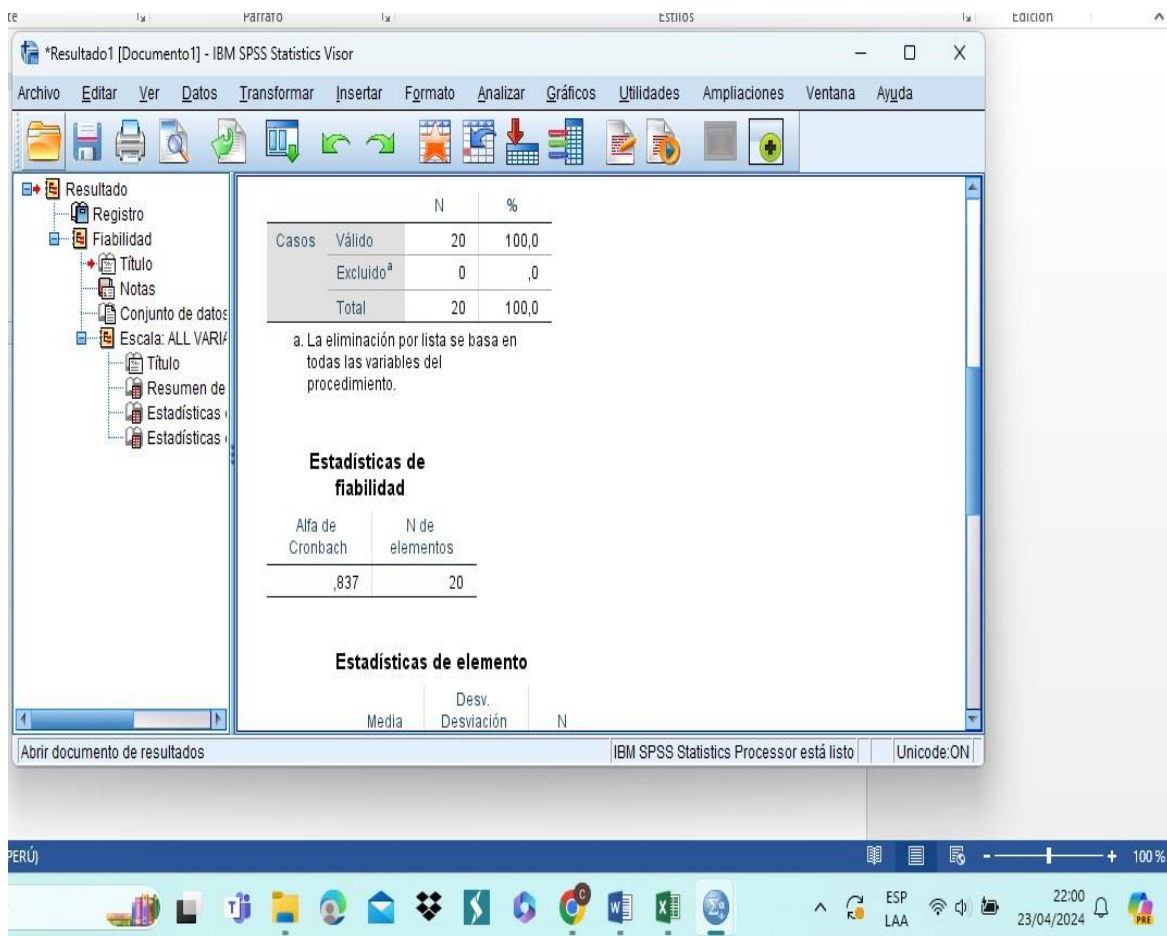 Párrafo
Estilos
Edición
*Resultado1 [Documento1] - IBM SPSS Statistics Visor
Archivo Editar Ver Datos Transformar Insertar Formato Analizar Gráficos Utilidades Ampliaciones Ventana Ayuda
Resultado
Registro
Fiabilidad
Título
Notas
Conjunto de datos
Escala: ALL VARIA
Título
Resumen de
Estadísticas
Estadísticas
N %
Casos Válido 20 100,0
Excluidoª 0 ,0
Total 20 100,0
a. La eliminación por lista se basa en
todas las variables del
procedimiento.
Estadísticas de
fiabilidad
Alfa de
Cronbach
N de
elementos
,837 20
Estadísticas de elemento
Media
Desv.
Desviación
N
Abrir documento de resultados
IBM SPSS Statistics Processor está listo
Unicode:ON
PERÚ)
100 %
ESP
LAA
22:00
23/04/2024
PRE